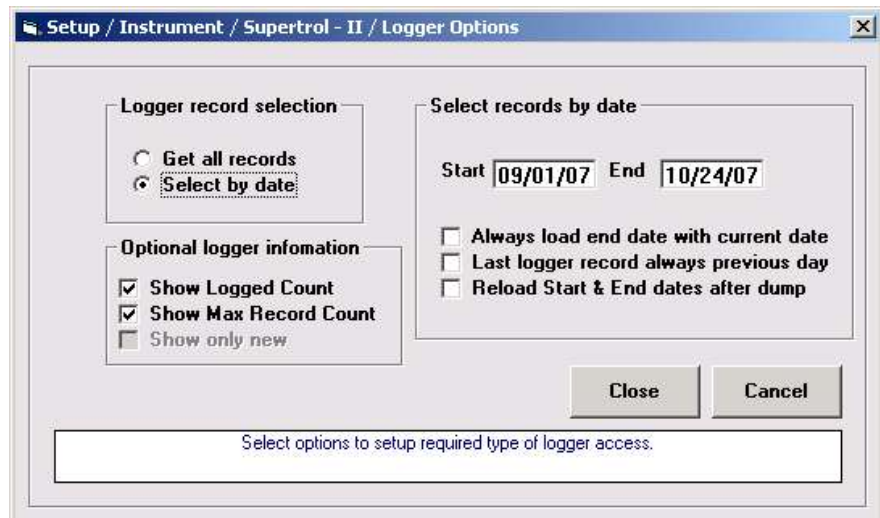 Setup / Instrument / Supertrol - II / Logger Options
Logger record selection
Get all records
Select by date
Optional logger infomation
Show Logged Count
Show Max Record Count
Show only new
Select records by date
Start 09/01/07 End 10/24/07
Always load end date with current date
Last logger record always previous day
Reload Start & End dates after dump
Close Cancel
Select options to setup required type of logger access.